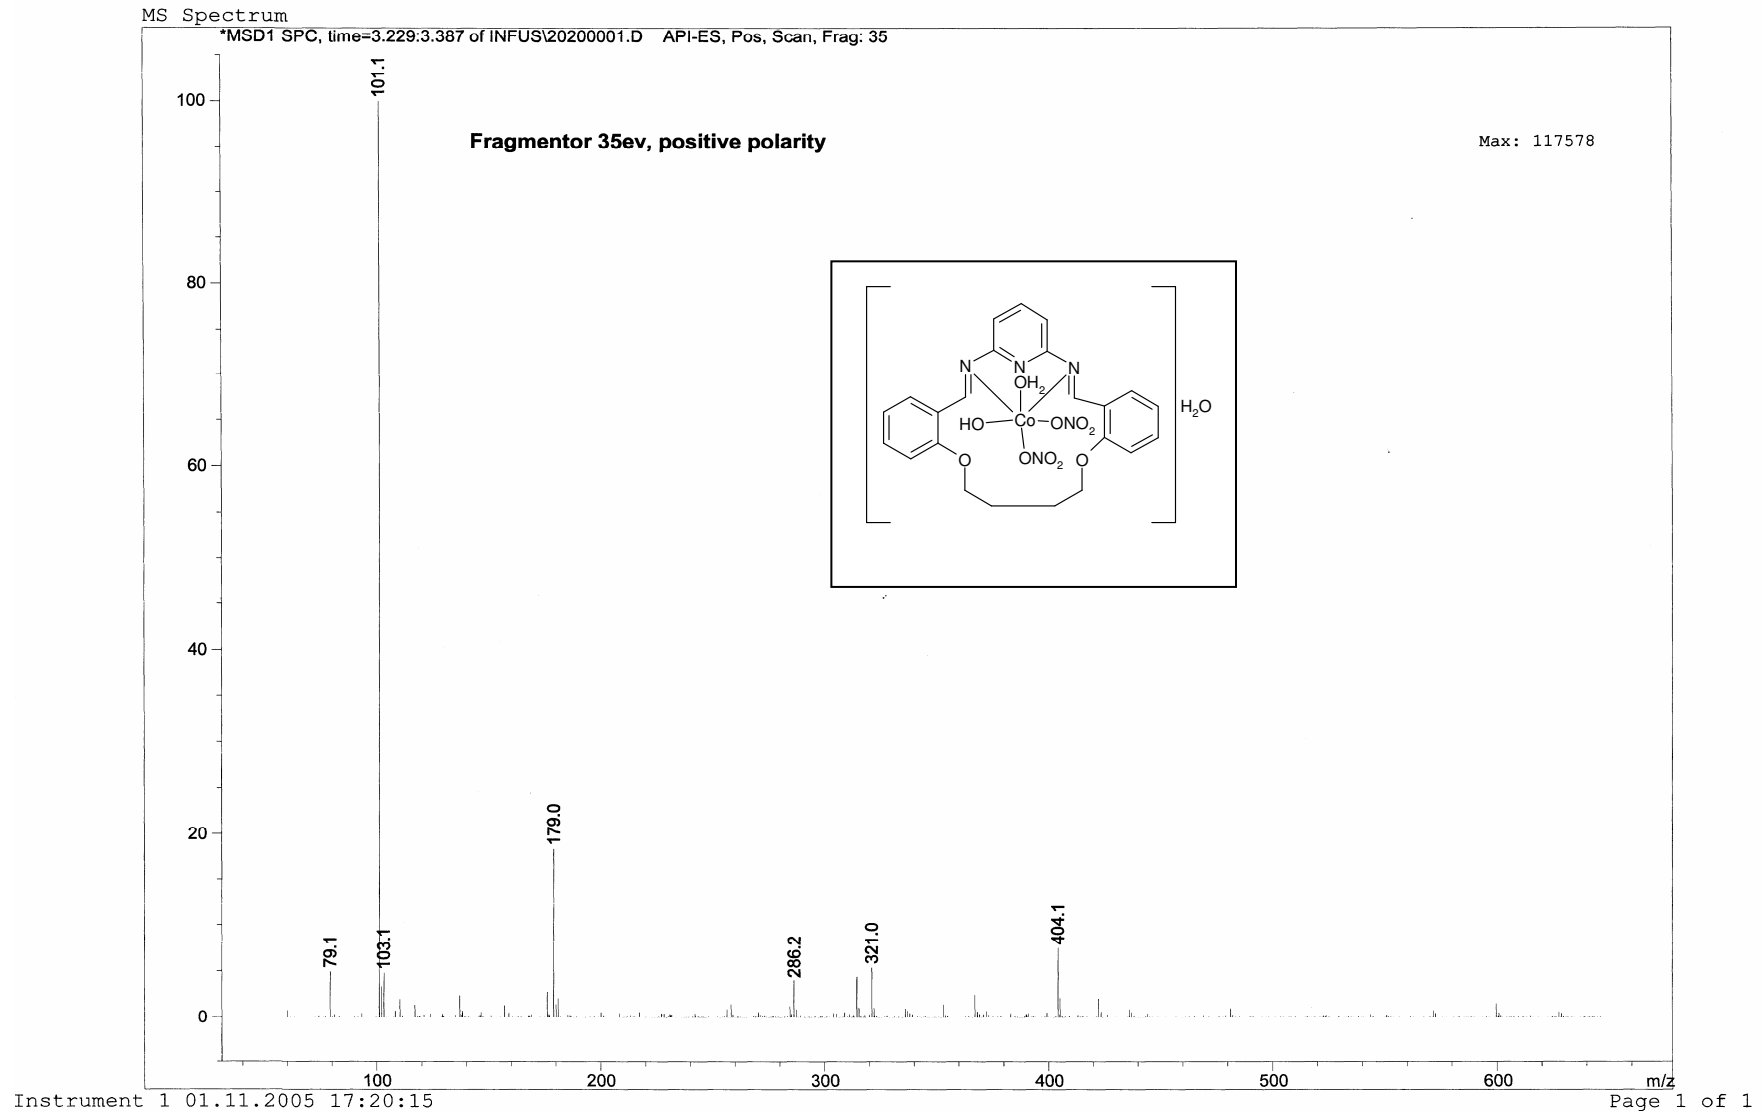 MS Spectrum
*MSD1 SPC, time=3.229:3.387 of INFUS\20200001.D API-ES, Pos, Scan, Frag: 35
101.1
100
Fragmentor 35ev, positive polarity
Max: 117578
80
N
N
N
OH2
H2O
HO
Co
ONO2
60
O
ONO2
O
40
20
179.0
79.1
103.1
286.2
321.0
404.1
0
100
200
300
400
500
600
m/z
Instrument 1 01.11.2005 17:20:15
Page 1 of 1